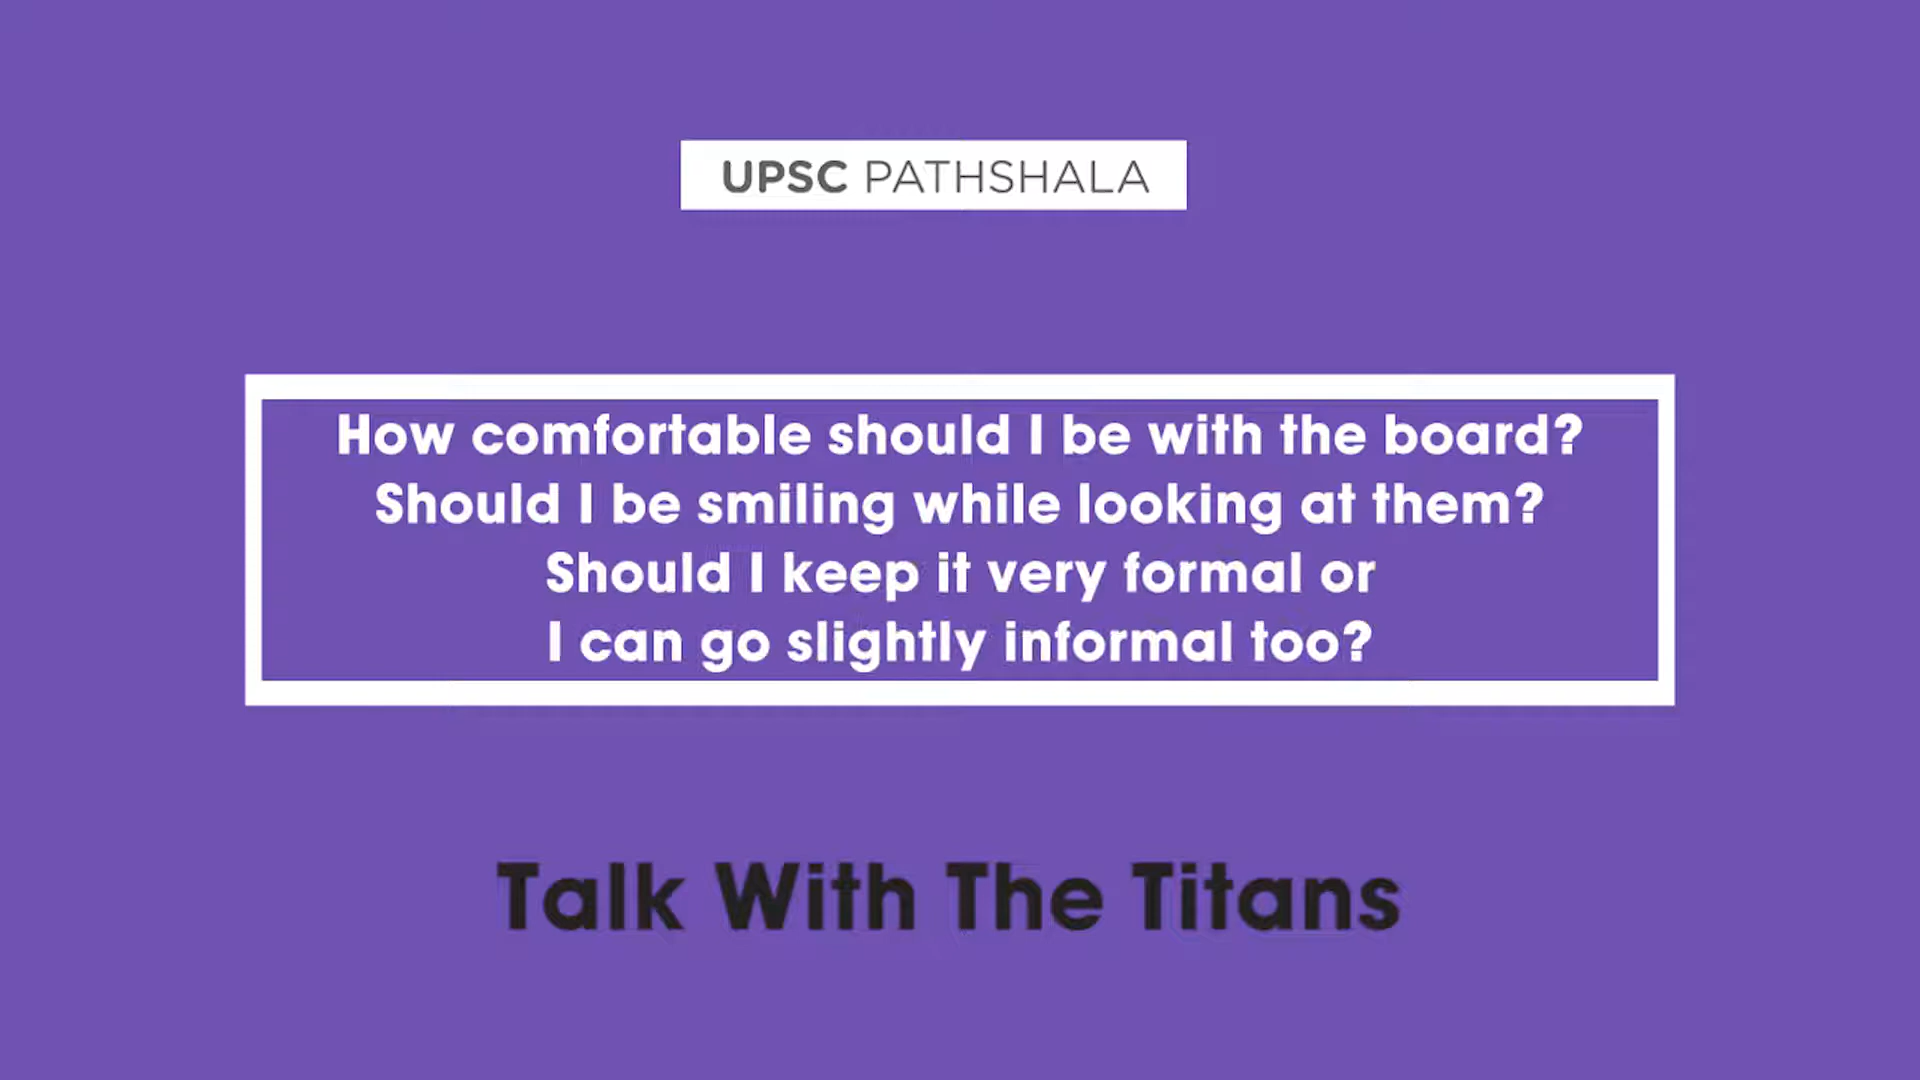 UPSC PATHSHALA
How comfortable should I be with the board?
Should I be smiling while looking at them?
Should I keep it very formal or
I can go slightly informal too?
Talk With The Titans